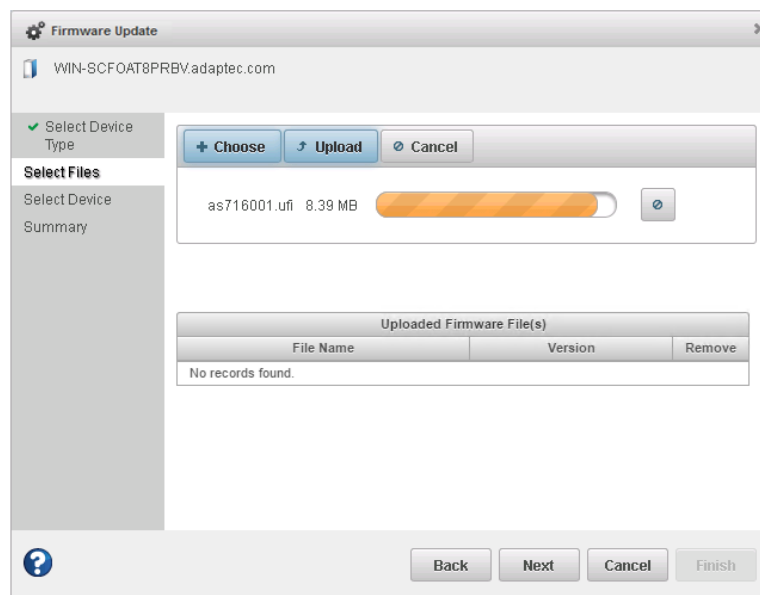 Firmware Update
WIN-SCFOAT8PRBV.adaptec.com
Select Device
Type
Select Files
Select Device
Summary
Choose Upload Cancel
as716001.ufi 8.39 MB
Uploaded Firmware File(s)
File Name Version Remove
No records found.
Back Next Cancel Finish